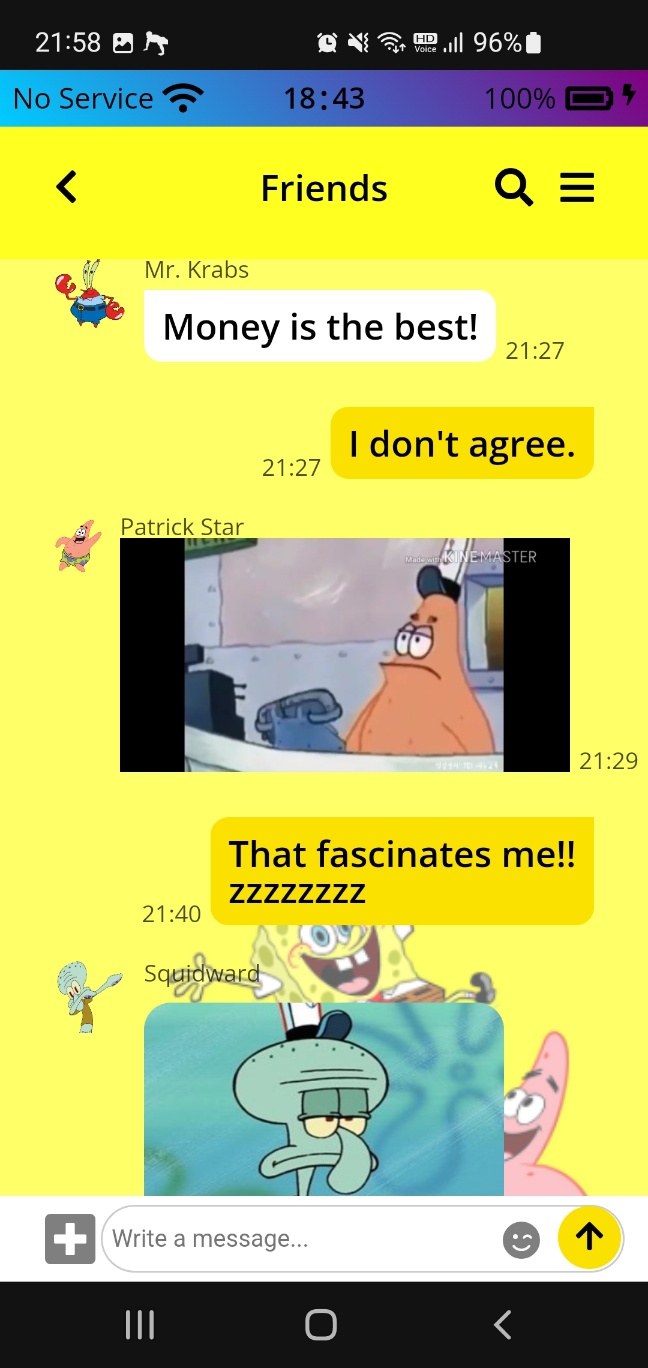 21:58
HD
Voice
96%
No Service
18:43
100%
Friends
Mr. Krabs
Money is the best!
21:27
I don't agree.
21:27
Patrick Star
Made with KINEMASTER
21:29
That fascinates me!!
zzzzzzzz
21:40
Squidward
Write a message...